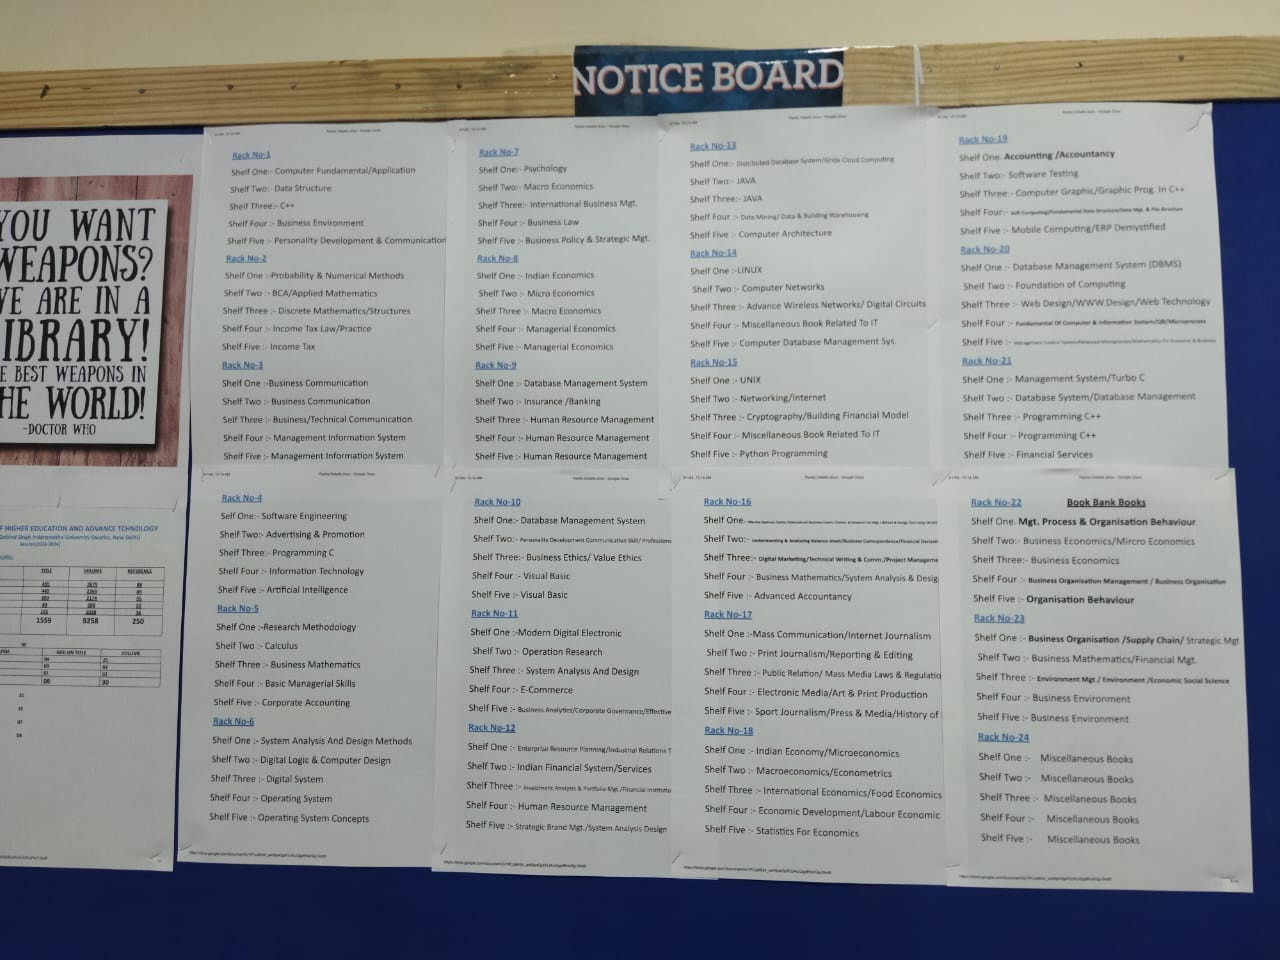 NOTICE BOARD
YOU WANT
WEAPONS?
WE ARE IN A
LIBRARY!
BEST WEAPONS IN
THE WORLD!
-DOCTOR WHO
OF HIGHER EDUCATION AND ADVANCE TCHNOLOGY
TITLE VOLUME REFERENCE
1559 9258 250
ADD ON TITLE VOLUME
Rack No-1
Shelf One:- Computer Fundamental/Application
Shelf Two:- Data Structure
Shelf Three:- C++
Shelf Four :- Business Environment
Shelf Five :- Personality Development & Communication
Rack No-2
Shelf One :-Probability & Numerical Methods
Shelf Two :- BCA/Applied Mathematics
Shelf Three :- Discrete Mathematics/Structures
Shelf Four :- Income Tax Law/Practice
Shelf Five :- Income Tax
Rack No-3
Shelf One :-Business Communication
Shelf Two :- Business Communication
Self Three :- Business/Technical Communication
Shelf Four :- Management Information System
Shelf Five :- Management Information System
Rack No-4
Self One:- Software Engineering
Shelf Two:- Advertising & Promotion
Shelf Three:- Programming C
Shelf Four :- Information Technology
Shelf Five :- Artificial Intelligence
Rack No-5
Shelf One :-Research Methodology
Shelf Two :- Calculus
Shelf Three :- Business Mathematics
Shelf Four :- Basic Managerial Skills
Shelf Five :- Corporate Accounting
Rack No-6
Shelf One :- System Analysis And Design Methods
Shelf Two :- Digital Logic & Computer Design
Shelf Three :- Digital System
Shelf Four :- Operating System
Shelf Five :- Operating System Concepts
Rack No-7
Shelf One:- Psychology
Shelf Two:- Macro Economics
Shelf Three:- International Business Mgt.
Shelf Four :- Business Law
Shelf Five :- Business Policy & Strategic Mgt.
Rack No-8
Shelf One :- Indian Economics
Shelf Two :- Micro Economics
Shelf Three :- Macro Economics
Shelf Four :- Managerial Economics
Shelf Five :- Managerial Economics
Rack No-9
Shelf One :- Database Management System
Shelf Two :- Insurance /Banking
Shelf Three :- Human Resource Management
Shelf Four :- Human Resource Management
Shelf Five :- Human Resource Management
Rack No-10
Shelf One:- Database Management System
Shelf Two:- Personality Development Communication Skill/ Professiona
Shelf Three:- Business Ethics/ Value Ethics
Shelf Four :- Visual Basic
Shelf Five :- Visual Basic
Rack No-11
Shelf One :-Modern Digital Electronic
Shelf Two :- Operation Research
Shelf Three :- System Analysis And Design
Shelf Four :- E-Commerce
Shelf Five :- Business Analytics/Corporate Governance/Effective
Rack No-12
Shelf One :- Enterprise Resource Planning/Industrial Relations T
Shelf Two :- Indian Financial System/Services
Shelf Three :- Investment Analysis & Portfolio Mgt./Financial
Shelf Four :- Human Resource Management
Shelf Five :- Strategic Brand Mgt./System Analysis Design
Rack No-13
Shelf One:- Distributed Database System/Gride Cloud Computing
Shelf Two:- JAVA
Shelf Three:- JAVA
Shelf Four :- Data Mining/ Data & Building Warehousing
Shelf Five :- Computer Architecture
Rack No-14
Shelf One :-LINUX
Shelf Two :- Computer Networks
Shelf Three :- Advance Wireless Networks/ Digital Circuits
Shelf Four :- Miscellaneous Book Related To IT
Shelf Five :- Computer Database Management Sys.
Rack No-15
Shelf One :- UNIX
Shelf Two :- Networking/Internet
Shelf Three :- Cryptography/Building Financial Model
Shelf Four :- Miscellaneous Book Related To IT
Shelf Five :- Python Programming
Rack No-16
Shelf One:-
Shelf Two:- Understanding & Analyzing Balance sheet/Business Correspondence/Financial
Shelf Three:- Digital Marketing/Technical Writing & Comm./Project Manageme
Shelf Four :- Business Mathematics/System Analysis & Desig
Shelf Five :- Advanced Accountancy
Rack No-17
Shelf One :-Mass Communication/Internet Journalism
Shelf Two :- Print Journalism/Reporting & Editing
Shelf Three :- Public Relation/ Mass Media Laws & Regulatio
Shelf Four :- Electronic Media/Art & Print Production
Shelf Five :- Sport Journalism/Press & Media/History of
Rack No-18
Shelf One :- Indian Economy/Microeconomics
Shelf Two :- Macroeconomics/Econometrics
Shelf Three :- International Economics/Food Economics
Shelf Four :- Economic Development/Labour Economic
Shelf Five :- Statistics For Economics
Rack No-19
Shelf One. Accounting /Accountancy
Shelf Two:- Software Testing
Shelf Three:- Computer Graphic/Graphic Prog. In C++
Shelf Four:- Soft Computing/Fundamental Data Structure/Data Mgt. & File Structure
Shelf Five :- Mobile Computing/ERP Demystified
Rack No-20
Shelf One :- Database Management System (DBMS)
Shelf Two :- Foundation of Computing
Shelf Three :- Web Design/WWW.Design/Web Technology
Shelf Four :- Fundamental Of Computer & Information System/QB/Microprocess
Shelf Five :-
Rack No-21
Shelf One :- Management System/Turbo C
Shelf Two :- Database System/Database Management
Shelf Three :- Programming C++
Shelf Four :- Programming C++
Shelf Five :- Financial Services
Rack No-22 Book Bank Books
Shelf One. Mgt. Process & Organisation Behaviour
Shelf Two:- Business Economics/Mircro Economics
Shelf Three:- Business Economics
Shelf Four :- Business Organisation Management / Business Organisation
Shelf Five :- Organisation Behaviour
Rack No-23
Shelf One :- Business Organisation /Supply Chain/ Strategic Mgt
Shelf Two :- Business Mathematics/Financial Mgt.
Shelf Three :- Environment Mgt./ Environment /Economic Social Science
Shelf Four :- Business Environment
Shelf Five :- Business Environment
Rack No-24
Shelf One :- Miscellaneous Books
Shelf Two :- Miscellaneous Books
Shelf Three :- Miscellaneous Books
Shelf Four :- Miscellaneous Books
Shelf Five :- Miscellaneous Books